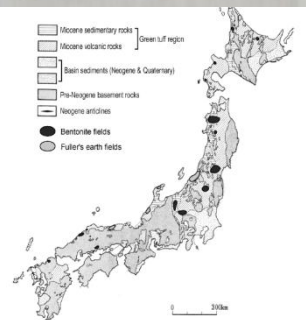 Miocene sedimentary rocks
Green tuff region
Miocene volcanic rocks
Basin sediments (Neogene & Quaternary)
Pre-Neogene basement rocks
Neogene anticlines
Bentonite fields
Fuller's earth fields
0
200km